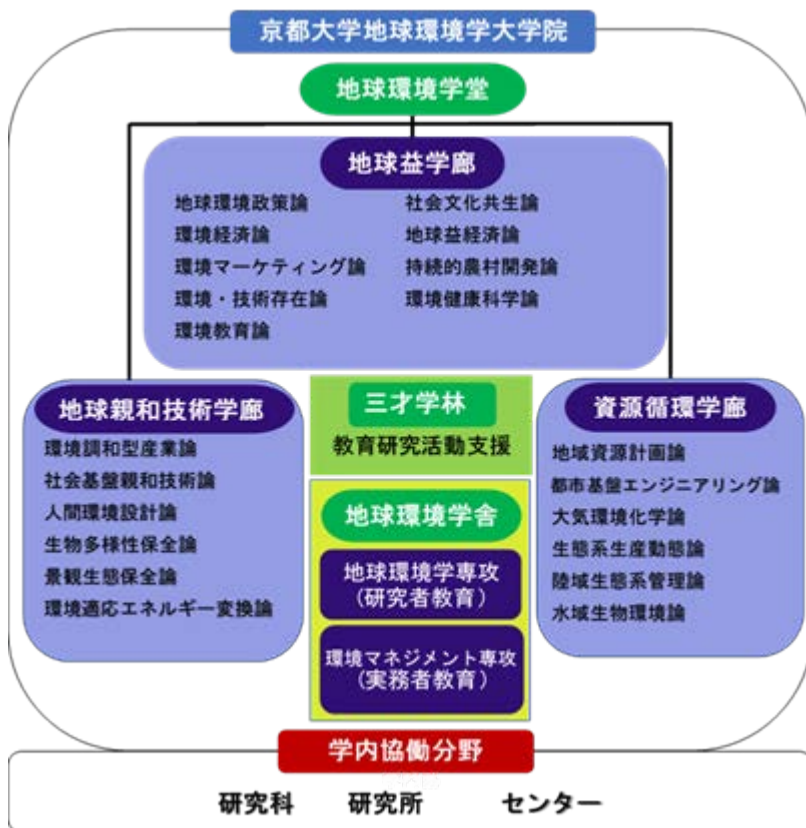 京都大学地球環境学大学院
地球環境学堂
地球益学廊
地球環境政策論
環境経済論
環境マーケティング論
環境・技術存在論
環境教育論
社会文化共生論
地球益経済論
持続的農村開発論
環境健康科学論
地球親和技術学廊
環境調和型産業論
社会基盤親和技術論
人間環境設計論
生物多様性保全論
景観生態保全論
環境適応エネルギー変換論
三才学林
教育研究活動支援
地球環境学舎
地球環境学専攻
(研究者教育)
環境マネジメント専攻
(実務者教育)
資源循環学廊
地域資源計画論
都市基盤エンジニアリング論
大気環境化学論
生態系生産動態論
陸域生態系管理論
水域生物環境論
学内協働分野
研究科 研究所 センター